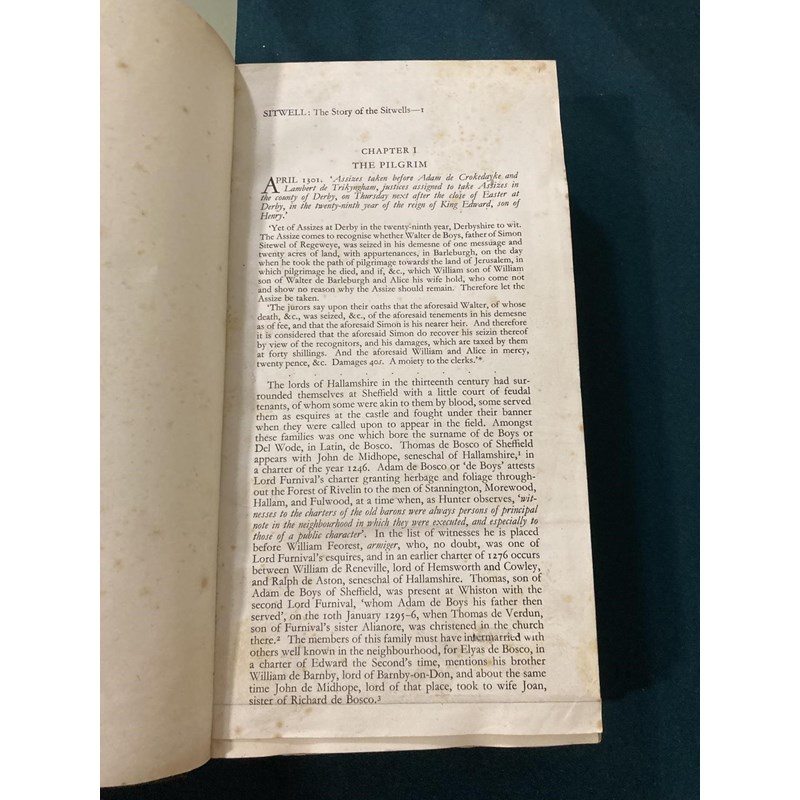 SITWELL: The Story of the Sitwells—1
CHAPTER I
THE PILGRIM
APRIL 1301. 'Assizes taken before Adam de Crokedayke and
Lambert de Trikyngham, justices assigned to take Assizes in
the county of Derby, on Thursday next after the close of Easter at
Derby, in the twenty-ninth year of the reign of King Edward, son of
Henry.'
'Yet of Assizes at Derby in the twenty-ninth year, Derbyshire to wit.
The Assize comes to recognise whether Walter de Boys, father of Simon
Sitewel of Regeweye, was seized in his demesne of one messuage and
twenty acres of land, with appurtenances, in Barleburgh, on the day
when he took the path of pilgrimage towards the land of Jerusalem, in
which pilgrimage he died, and if, &c., which William son of William
son of Walter de Barleburgh and Alice his wife hold, who come not
and show no reason why the Assize should remain. Therefore let the
Assize be taken.
'The jurors say upon their oaths that the aforesaid Walter, of whose
death, &c., was seized, &c., of the aforesaid tenements in his demesne
as of fee, and that the aforesaid Simon is his nearer heir. And therefore
it is considered that the aforesaid Simon do recover his seizin thereof
by view of the recognitors, and his damages, which are taxed by them
at forty shillings. And the aforesaid William and Alice in mercy,
twenty pence, &c. Damages 40s. A moiety to the clerks.'*
The lords of Hallamshire in the thirteenth century had sur-
rounded themselves at Sheffield with a little court of feudal
tenants, of whom some were akin to them by blood, some served
them as esquires at the castle and fought under their banner
when they were called upon to appear in the field. Amongst
these families was one which bore the surname of de Boys or
Del Wode, in Latin, de Bosco. Thomas de Bosco of Sheffield
appears with John de Midhope, seneschal of Hallamshire,¹ in
a charter of the year 1246. Adam de Bosco or 'de Boys' attests
Lord Furnival's charter granting herbage and foliage through-
out the Forest of Rivelin to the men of Stannington, Morewood,
Hallam, and Fulwood, at a time when, as Hunter observes, 'wit-
nesses to the charters of the old barons were always persons of principal
note in the neighbourhood in which they were executed, and especially to
those of a public character'. In the list of witnesses he is placed
before William Feorest, armiger, who, no doubt, was one of
Lord Furnival's esquires, and in an earlier charter of 1276 occurs
between William de Reneville, lord of Hemsworth and Cowley,
and Ralph de Aston, seneschal of Hallamshire. Thomas, son of
Adam de Boys of Sheffield, was present at Whiston with the
second Lord Furnival, 'whom Adam de Boys his father then
served', on the 10th January 1295-6, when Thomas de Verdun,
son of Furnival's sister Alianore, was christened in the church
there.² The members of this family must have intermarried with
others well known in the neighbourhood, for Elyas de Bosco, in
a charter of Edward the Second's time, mentions his brother
William de Barnby, lord of Barnby-on-Don, and about the same
time John de Midhope, lord of that place, took to wife Joan,
sister of Richard de Bosco.³